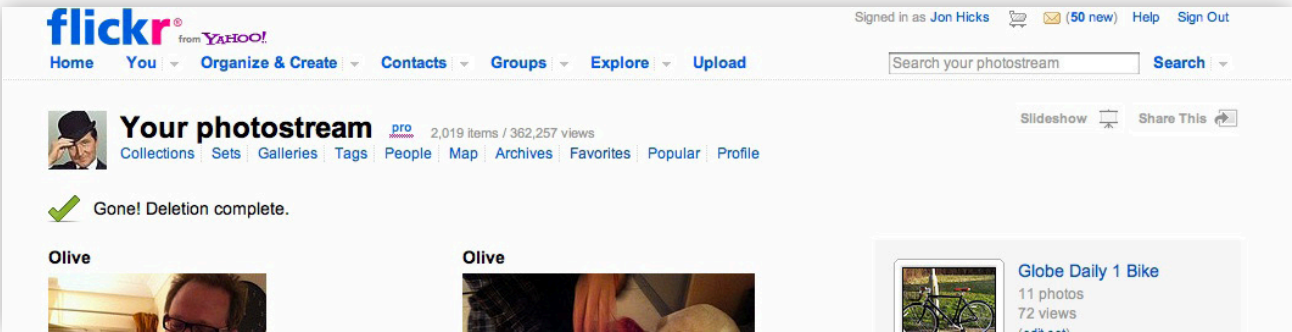 flickr® from YAHOO!
Signed in as Jon Hicks (50 new) Help Sign Out
Home You Organize & Create Contacts Groups Explore Upload
Search your photostream Search
Your photostream pro 2,019 items / 362,257 views
Slideshow Share This
Collections Sets Galleries Tags People Map Archives Favorites Popular Profile
Gone! Deletion complete.
Olive
Olive
Globe Daily 1 Bike
11 photos
72 views
(edit set)